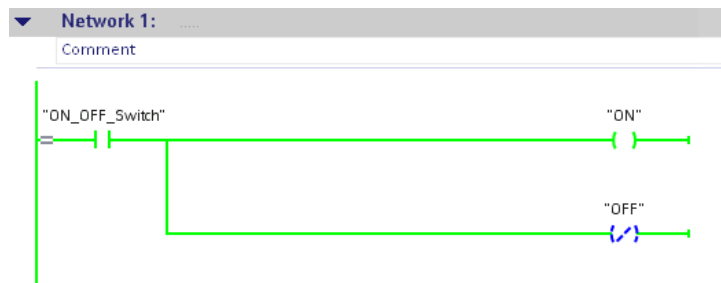 Network 1: .....
Comment
"ON_OFF_Switch" "ON"
"OFF"